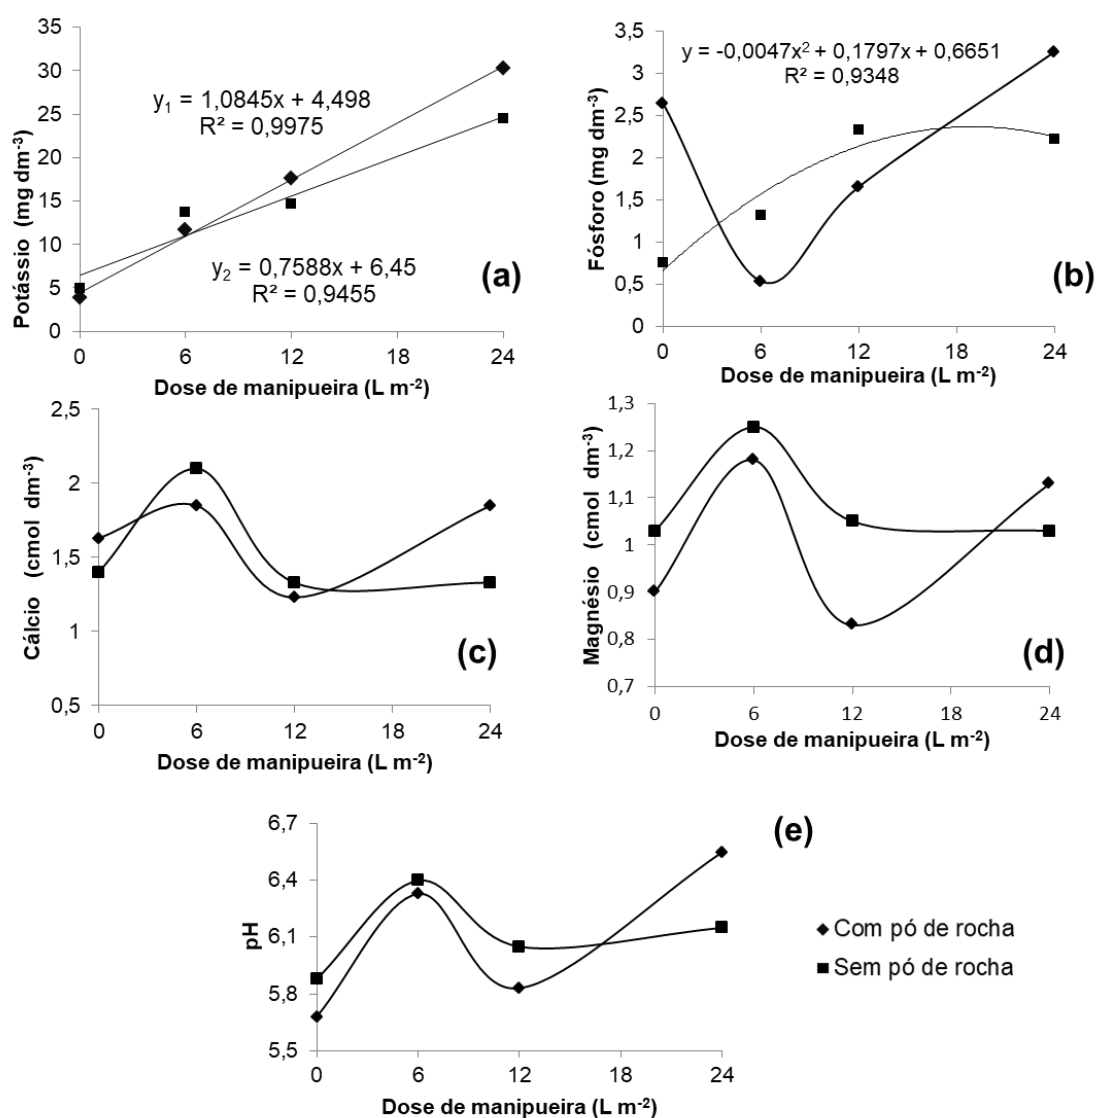 Potássio (mg dm-3)
35
30
25
20
15
10
5
0
y1 = 1,0845x + 4,498
R² = 0,9975
y2 = 0,7588x + 6,45
R² = 0,9455
(a)
0 6 12 18 24
Dose de manipueira (L m-2)
Fósforo (mg dm-3)
3,5
3
2,5
2
1,5
1
0,5
0
y = -0,0047x2 + 0,1797x + 0,6651
R² = 0,9348
(b)
0 6 12 18 24
Dose de manipueira (L m-2)
Cálcio (cmol dm-3)
2,5
2
1,5
1
0,5
(c)
0 6 12 18 24
Dose de manipueira (L m-2)
Magnésio (cmol dm-3)
1,3
1,2
1,1
1
0,9
0,8
0,7
(d)
0 6 12 18 24
Dose de manipueira (L m-2)
pH
6,7
6,4
6,1
5,8
5,5
(e)
0 6 12 18 24
Dose de manipueira (L m-2)
Com pó de rocha
Sem pó de rocha